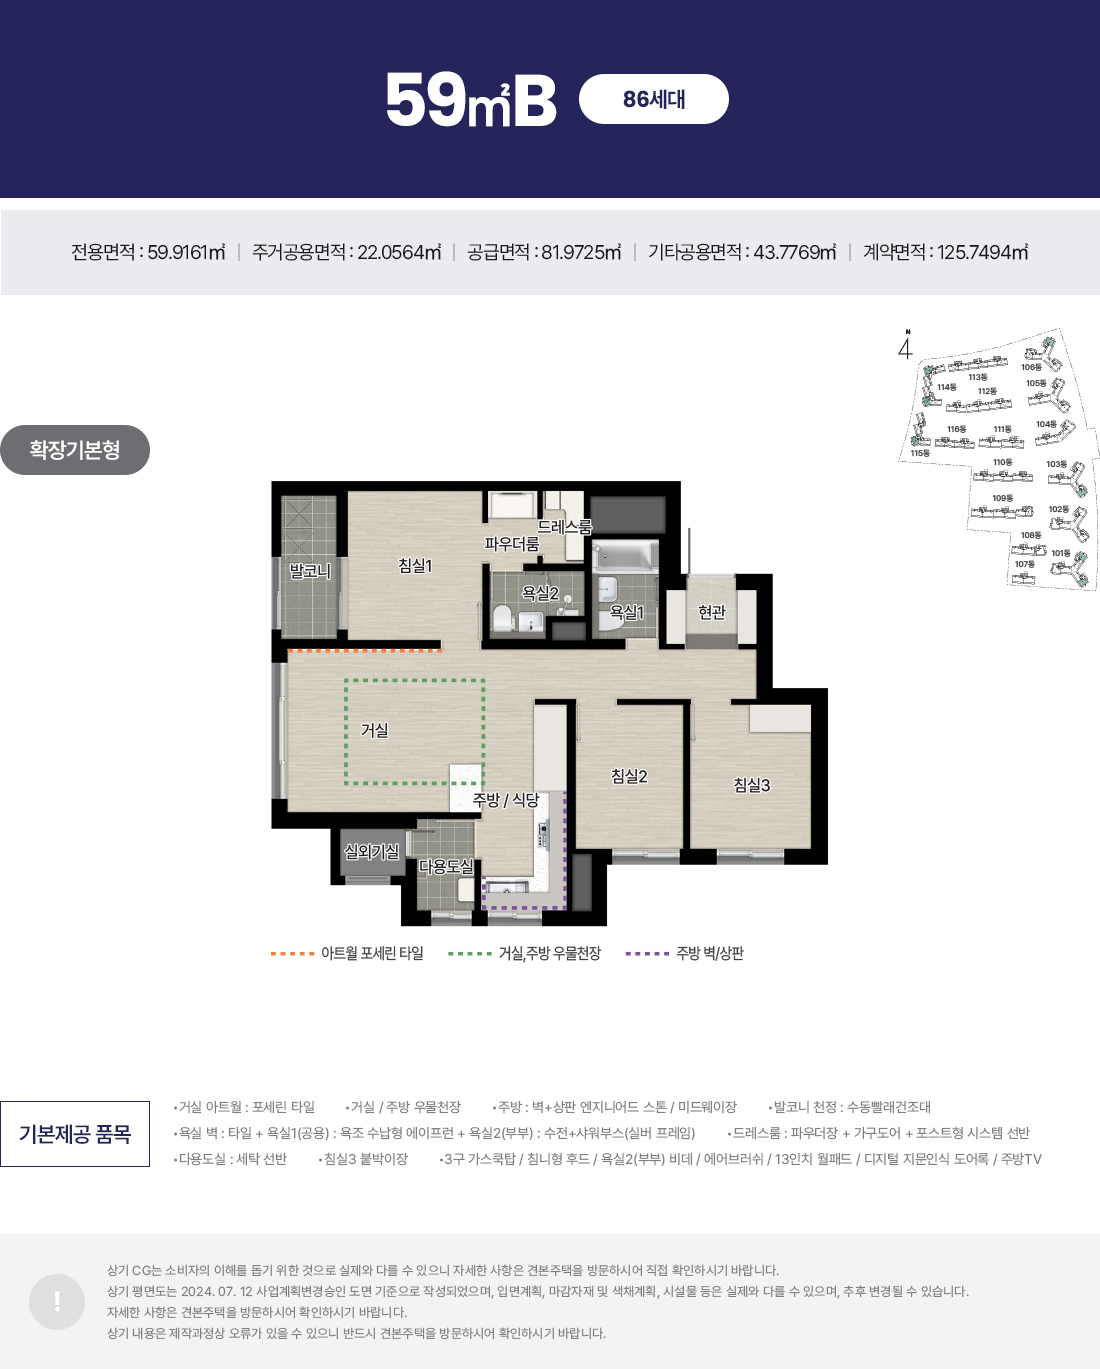 59㎡B 86세대
전용면적 : 59.9161㎡ | 주거공용면적 : 22.0564㎡ | 공급면적 : 81.9725㎡ | 기타공용면적 : 43.7769㎡ | 계약면적 : 125.7494㎡
N
106동
113동
105동
114동
112동
104동
116동
111동
115동
110동
103동
109동
102동
108동
101동
107동
확장기본형
드레스룸
파우더룸
침실1
발코니
욕실2
욕실1
현관
거실
침실2
침실3
주방 / 식당
실외기실
다용도실
아트월 포세린 타일
거실,주방 우물천장
주방 벽/상판
기본제공 품목
•거실 아트월 : 포세린 타일 •거실 / 주방 우물천장 •주방 : 벽+상판 엔지니어드 스톤 / 미드웨이장 •발코니 천정 : 수동빨래건조대
•욕실 벽 : 타일 + 욕실1(공용) : 욕조 수납형 에이프런 + 욕실2(부부) : 수전+샤워부스(실버 프레임) •드레스룸 : 파우더장 + 가구도어 + 포스트형 시스템 선반
•다용도실 : 세탁 선반 •침실3 붙박이장 •3구 가스쿡탑 / 침니형 후드 / 욕실2(부부) 비데 / 에어브러쉬 / 13인치 월패드 / 디지털 지문인식 도어록 / 주방TV
!
상기 CG는 소비자의 이해를 돕기 위한 것으로 실제와 다를 수 있으니 자세한 사항은 견본주택을 방문하시어 직접 확인하시기 바랍니다.
상기 평면도는 2024. 07. 12 사업계획변경승인 도면 기준으로 작성되었으며, 입면계획, 마감자재 및 색채계획, 시설물 등은 실제와 다를 수 있으며, 추후 변경될 수 있습니다.
자세한 사항은 견본주택을 방문하시어 확인하시기 바랍니다.
상기 내용은 제작과정상 오류가 있을 수 있으니 반드시 견본주택을 방문하시어 확인하시기 바랍니다.